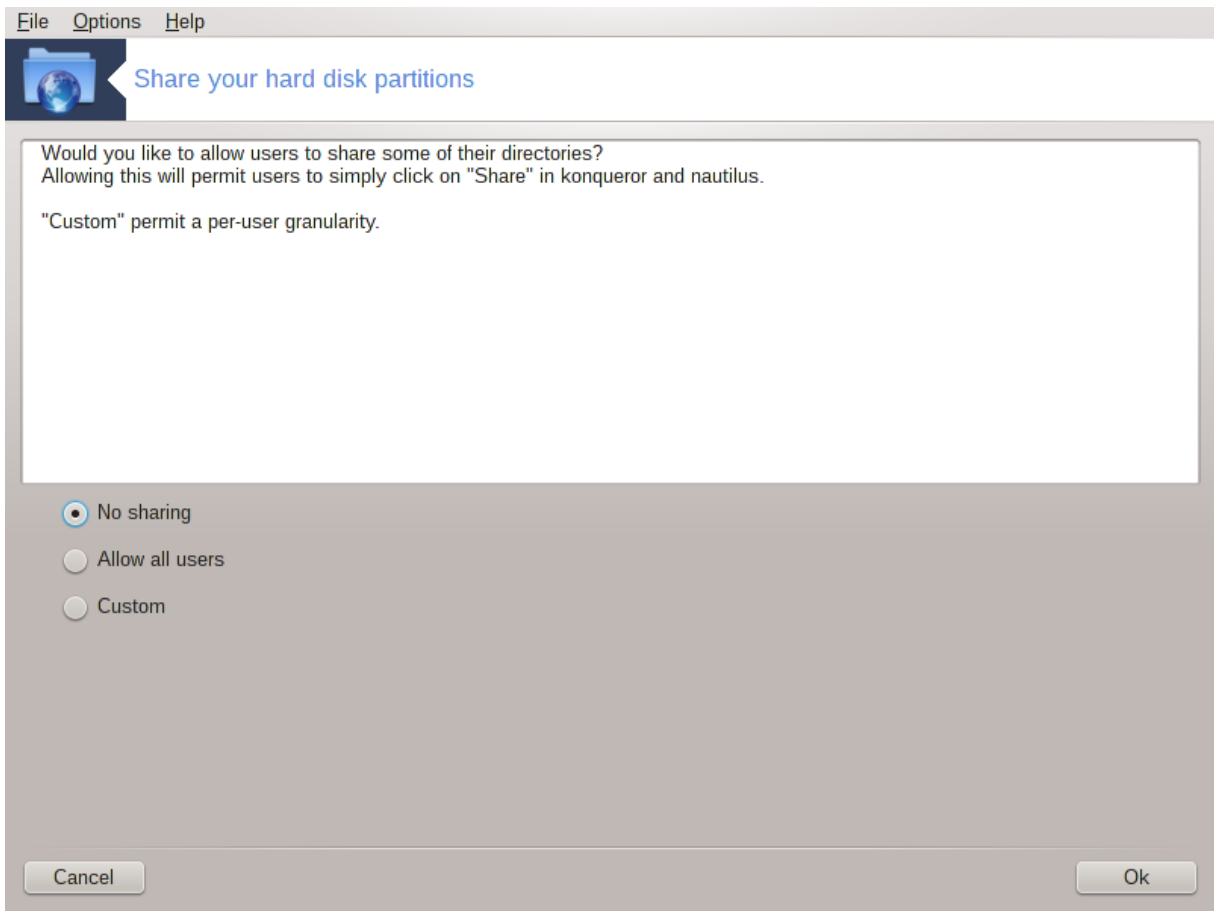 File Options Help
Share your hard disk partitions
Would you like to allow users to share some of their directories?
Allowing this will permit users to simply click on "Share" in konqueror and nautilus.
"Custom" permit a per-user granularity.
No sharing
Allow all users
Custom
Cancel Ok